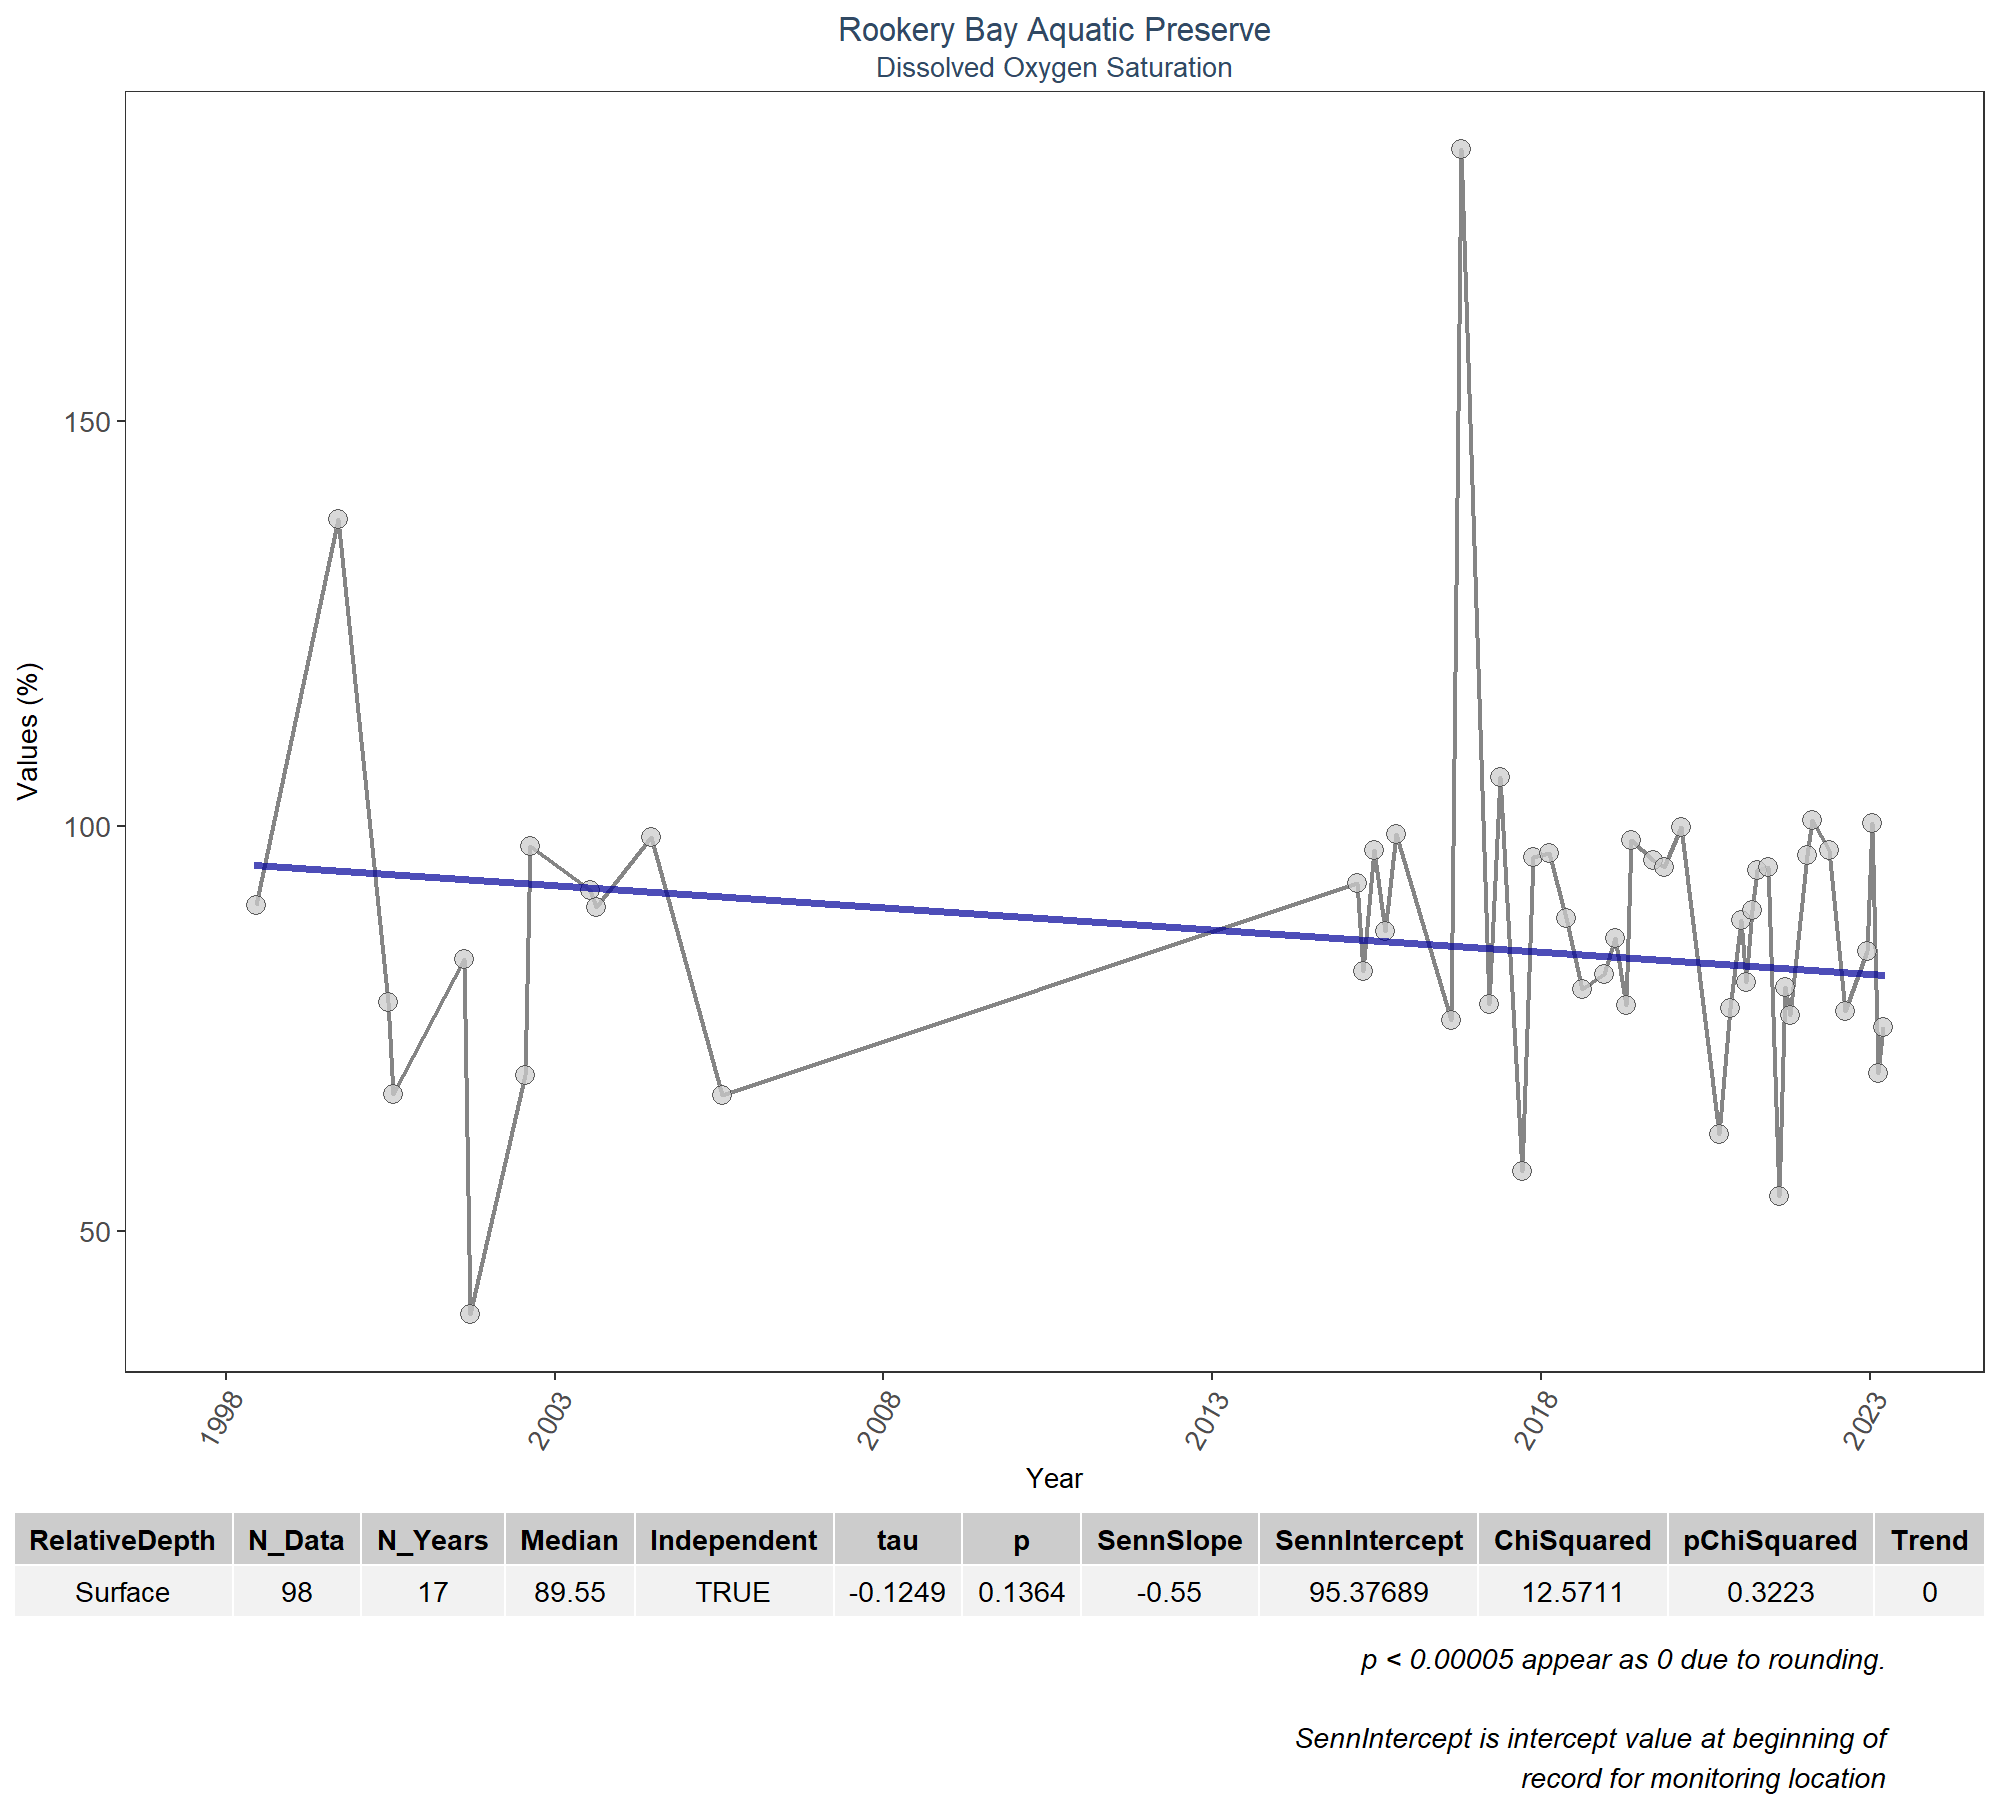 Rookery Bay Aquatic Preserve
Dissolved Oxygen Saturation
Values (%)
150
100
50
1998
2003
2008
2013
2018
2023
Year
RelativeDepth N_Data N_Years Median Independent tau p SennSlope SennIntercept ChiSquared pChiSquared Trend
Surface 98 17 89.55 TRUE -0.1249 0.1364 -0.55 95.37689 12.5711 0.3223 0
p < 0.00005 appear as 0 due to rounding.
SennIntercept is intercept value at beginning of
record for monitoring location